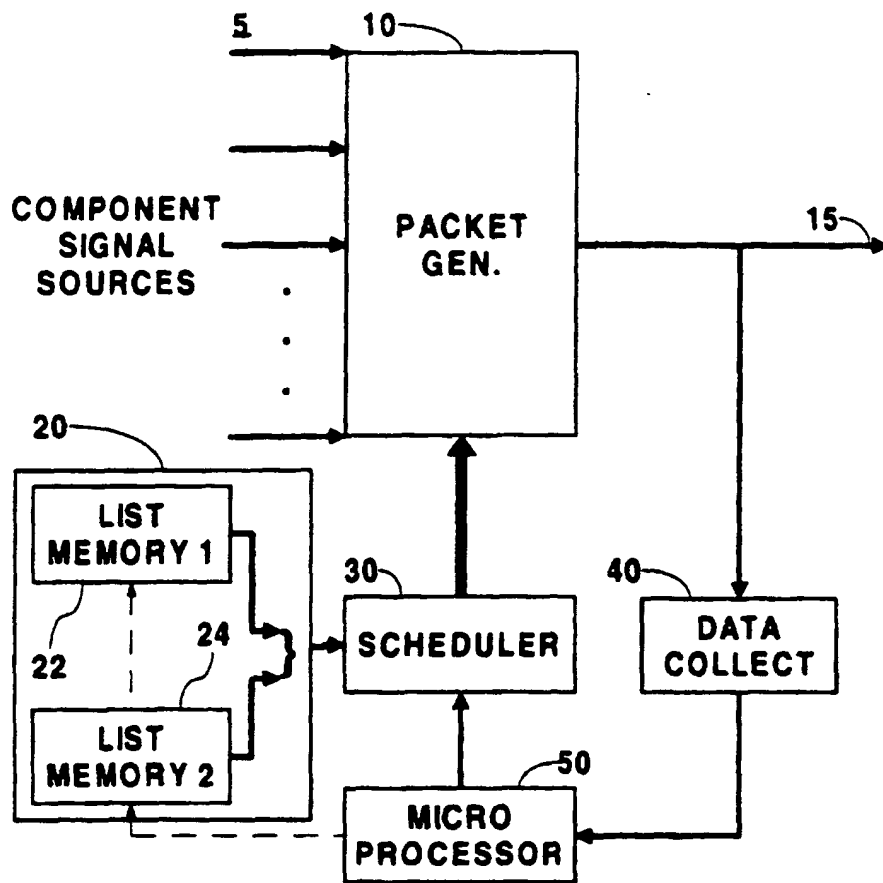 5
10
COMPONENT
SIGNAL
SOURCES
PACKET
GEN.
15
20
LIST
MEMORY 1
22
24
LIST
MEMORY 2
30
SCHEDULER
40
DATA
COLLECT
50
MICRO
PROCESSOR